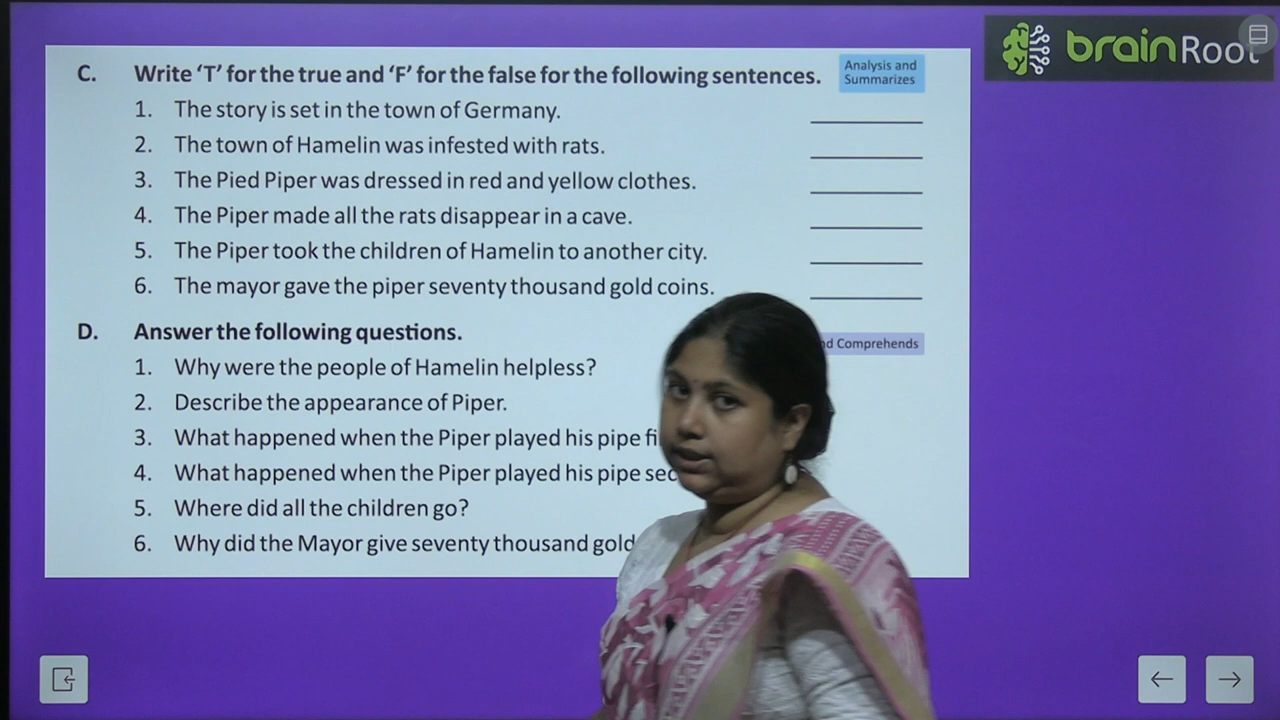 brainRoot
C. Write ‘T’ for the true and ‘F’ for the false for the following sentences. Analysis and Summarizes
1. The story is set in the town of Germany.
2. The town of Hamelin was infested with rats.
3. The Pied Piper was dressed in red and yellow clothes.
4. The Piper made all the rats disappear in a cave.
5. The Piper took the children of Hamelin to another city.
6. The mayor gave the piper seventy thousand gold coins.
D. Answer the following questions. Comprehends
1. Why were the people of Hamelin helpless?
2. Describe the appearance of Piper.
3. What happened when the Piper played his pipe
4. What happened when the Piper played his pipe
5. Where did all the children go?
6. Why did the Mayor give seventy thousand gold